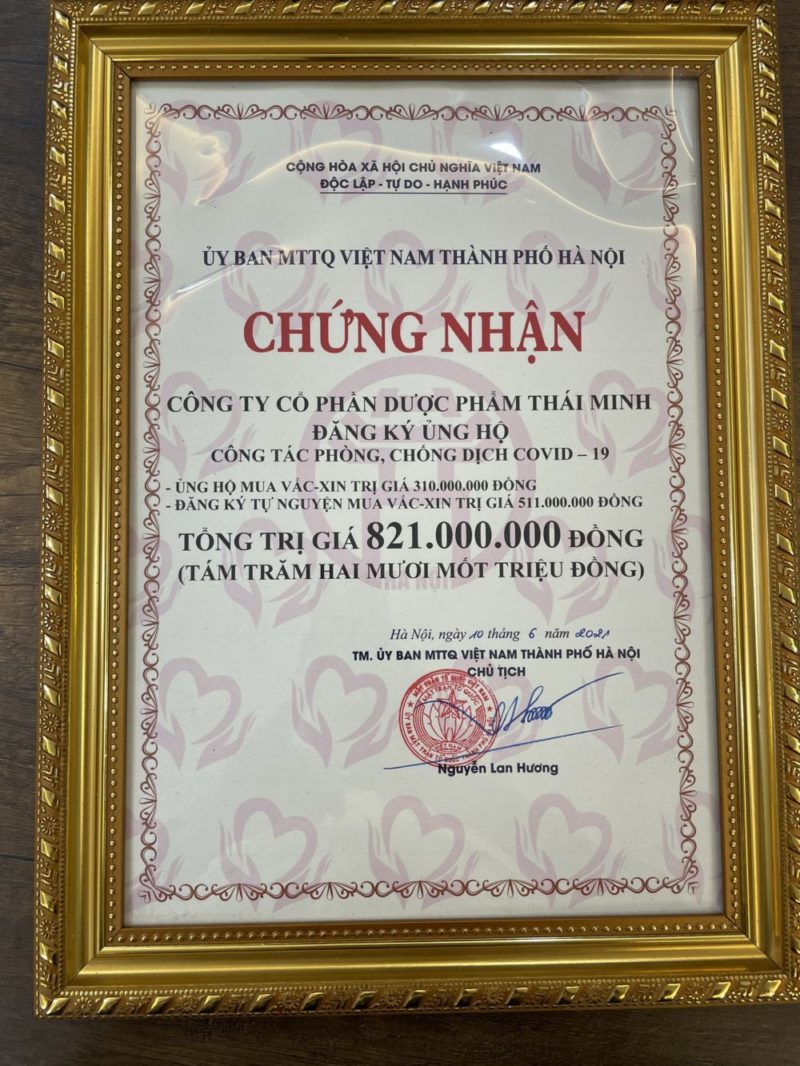 CỘNG HÒA XÃ HỘI CHỦ NGHĨA VIỆT NAM
ĐỘC LẬP - TỰ DO - HẠNH PHÚC
ỦY BAN MTTQ VIỆT NAM THÀNH PHỐ HÀ NỘI
CHỨNG NHẬN
CÔNG TY CỔ PHẦN DƯỢC PHẨM THÁI MINH
ĐĂNG KÝ ỦNG HỘ
CÔNG TÁC PHÒNG, CHỐNG DỊCH COVID – 19
- ỦNG HỘ MUA VẮC-XIN TRỊ GIÁ 310.000.000 ĐỒNG
- ĐĂNG KÝ TỰ NGUYỆN MUA VẮC-XIN TRỊ GIÁ 511.000.000 ĐỒNG
TỔNG TRỊ GIÁ 821.000.000 ĐỒNG
(TÁM TRĂM HAI MƯƠI MỐT TRIỆU ĐỒNG)
HÀ NỘI
Hà Nội, ngày 10 tháng 6 năm 2021
TM. ỦY BAN MTTQ VIỆT NAM THÀNH PHỐ HÀ NỘI
CHỦ TỊCH
Nguyễn Lan Hương